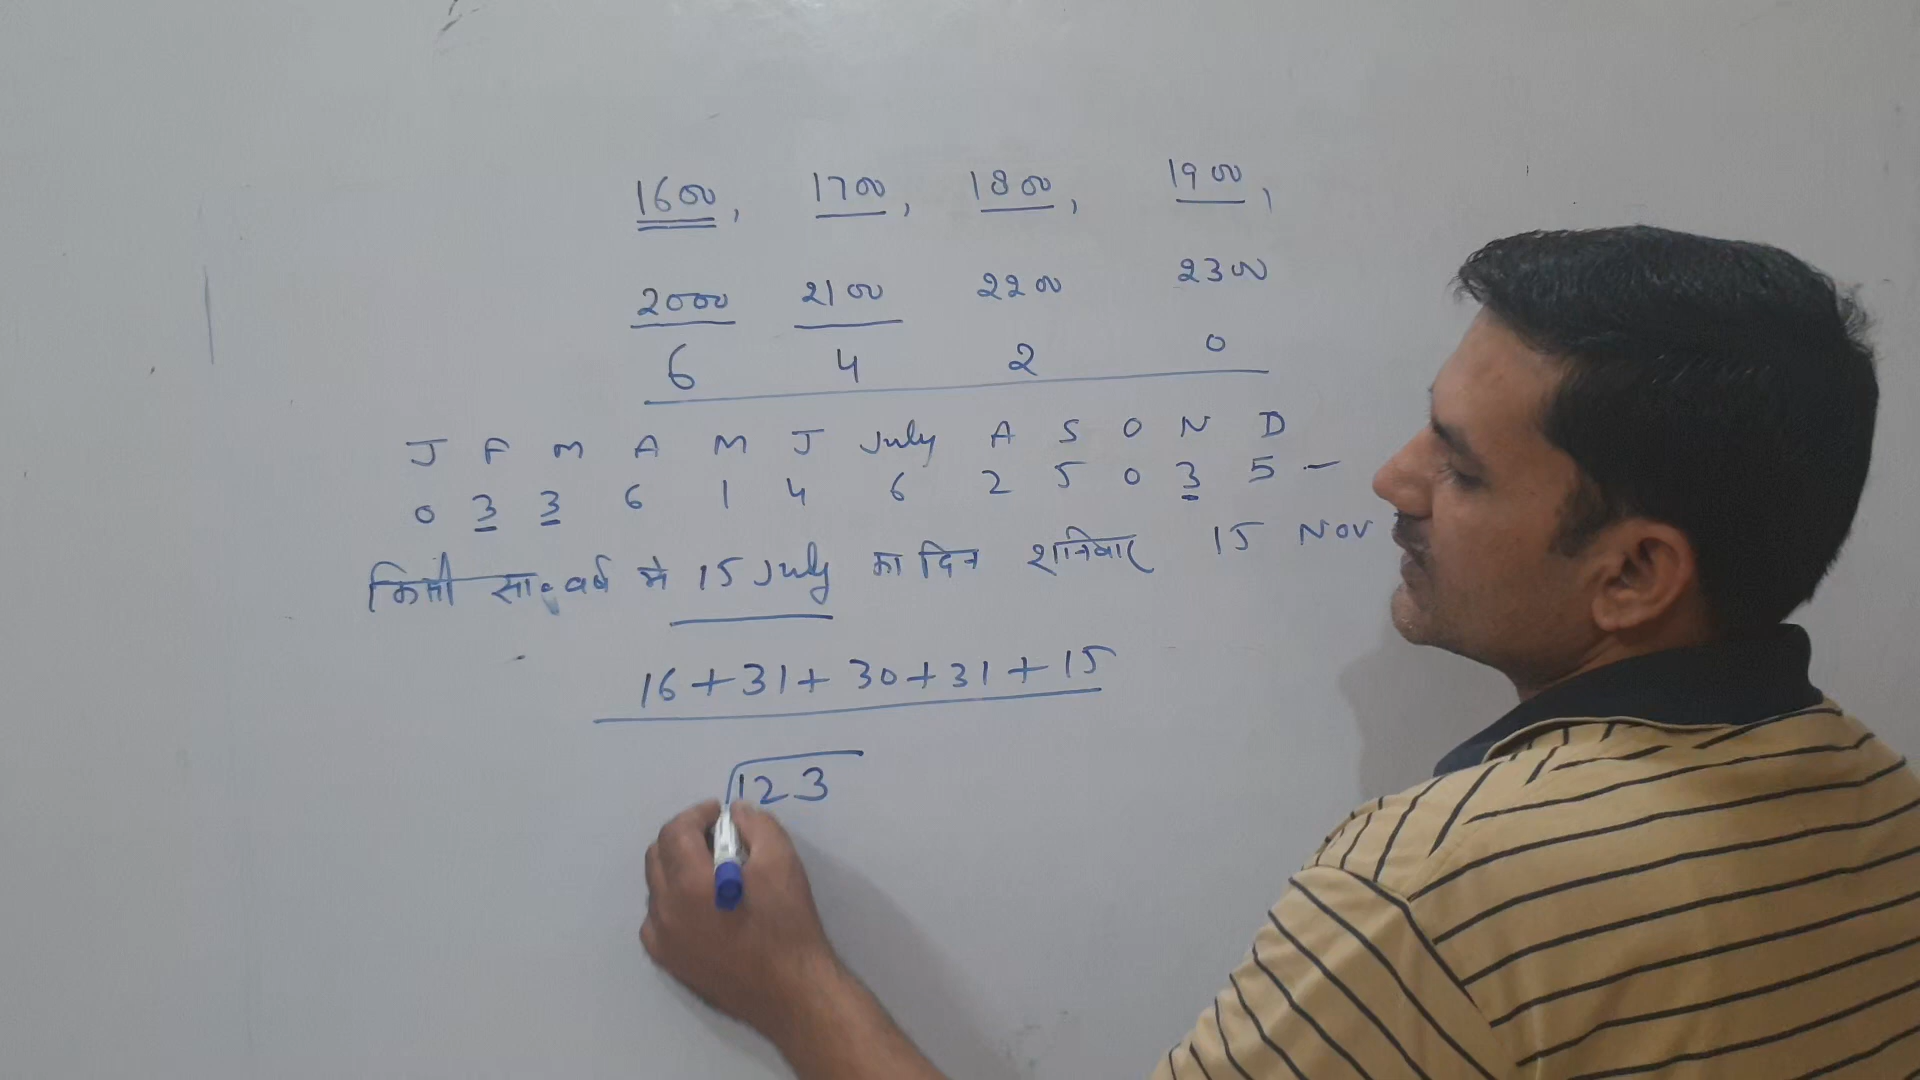 1600, 1700, 1800, 1900,
2000 2100 2200 2300
6 4 2 0
J F M A M J July A S O N D
0 3 3 6 1 4 6 2 5 0 3 5 -
किसी सा०वर्ष मे 15 July का दिन शनिवार 15 Nov
16+31+30+31+15
123